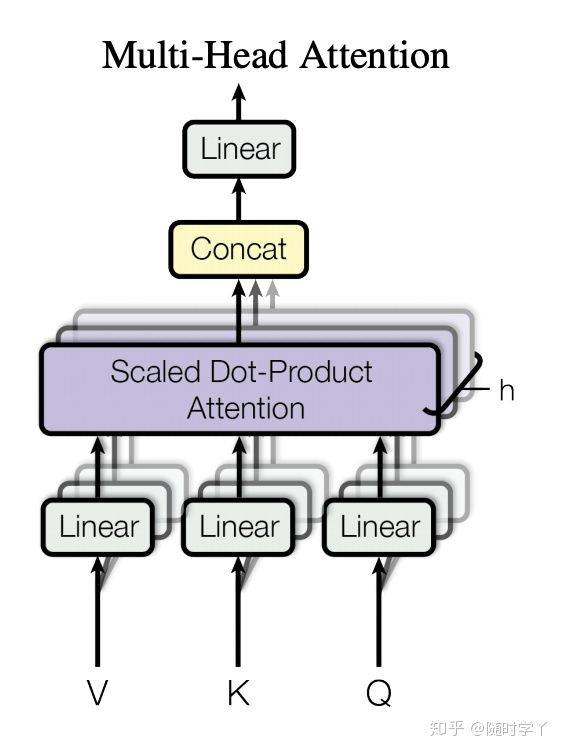 Multi-Head Attention
Linear
Concat
Scaled Dot-Product
Attention
h
Linear
Linear
Linear
V
K
Q
知乎 @随时学丫